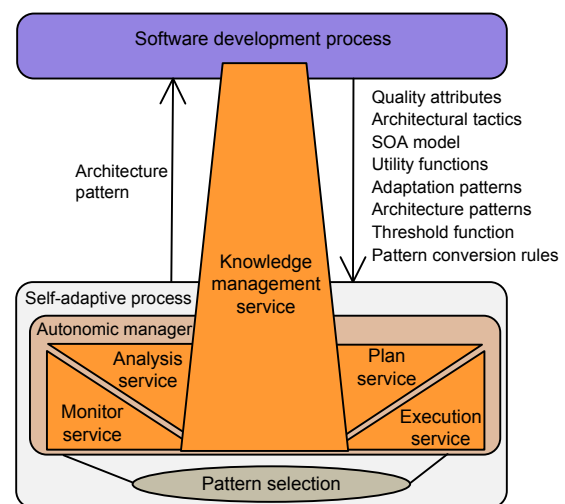 Software development process
Quality attributes
Architectural tactics
SOA model
Utility functions
Adaptation patterns
Architecture patterns
Threshold function
Pattern conversion rules
Architecture
pattern
Knowledge
management
service
Self-adaptive process
Autonomic manager
Analysis
service
Plan
service
Monitor
service
Execution
service
Pattern selection